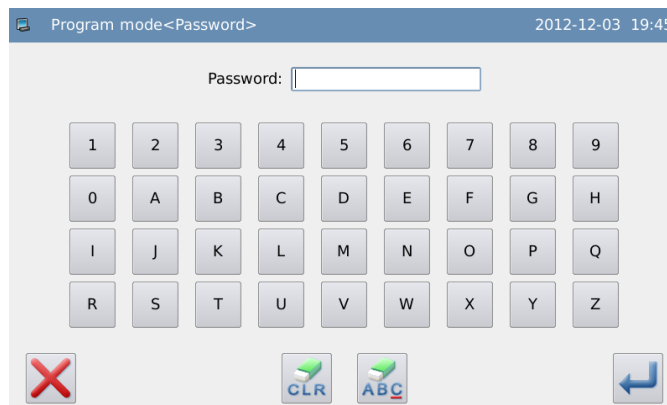 Program mode<Password> 2012-12-03 19:45
Password:
1 2 3 4 5 6 7 8 9
0 A B C D E F G H
I J K L M N O P Q
R S T U V W X Y Z
CLR ABC